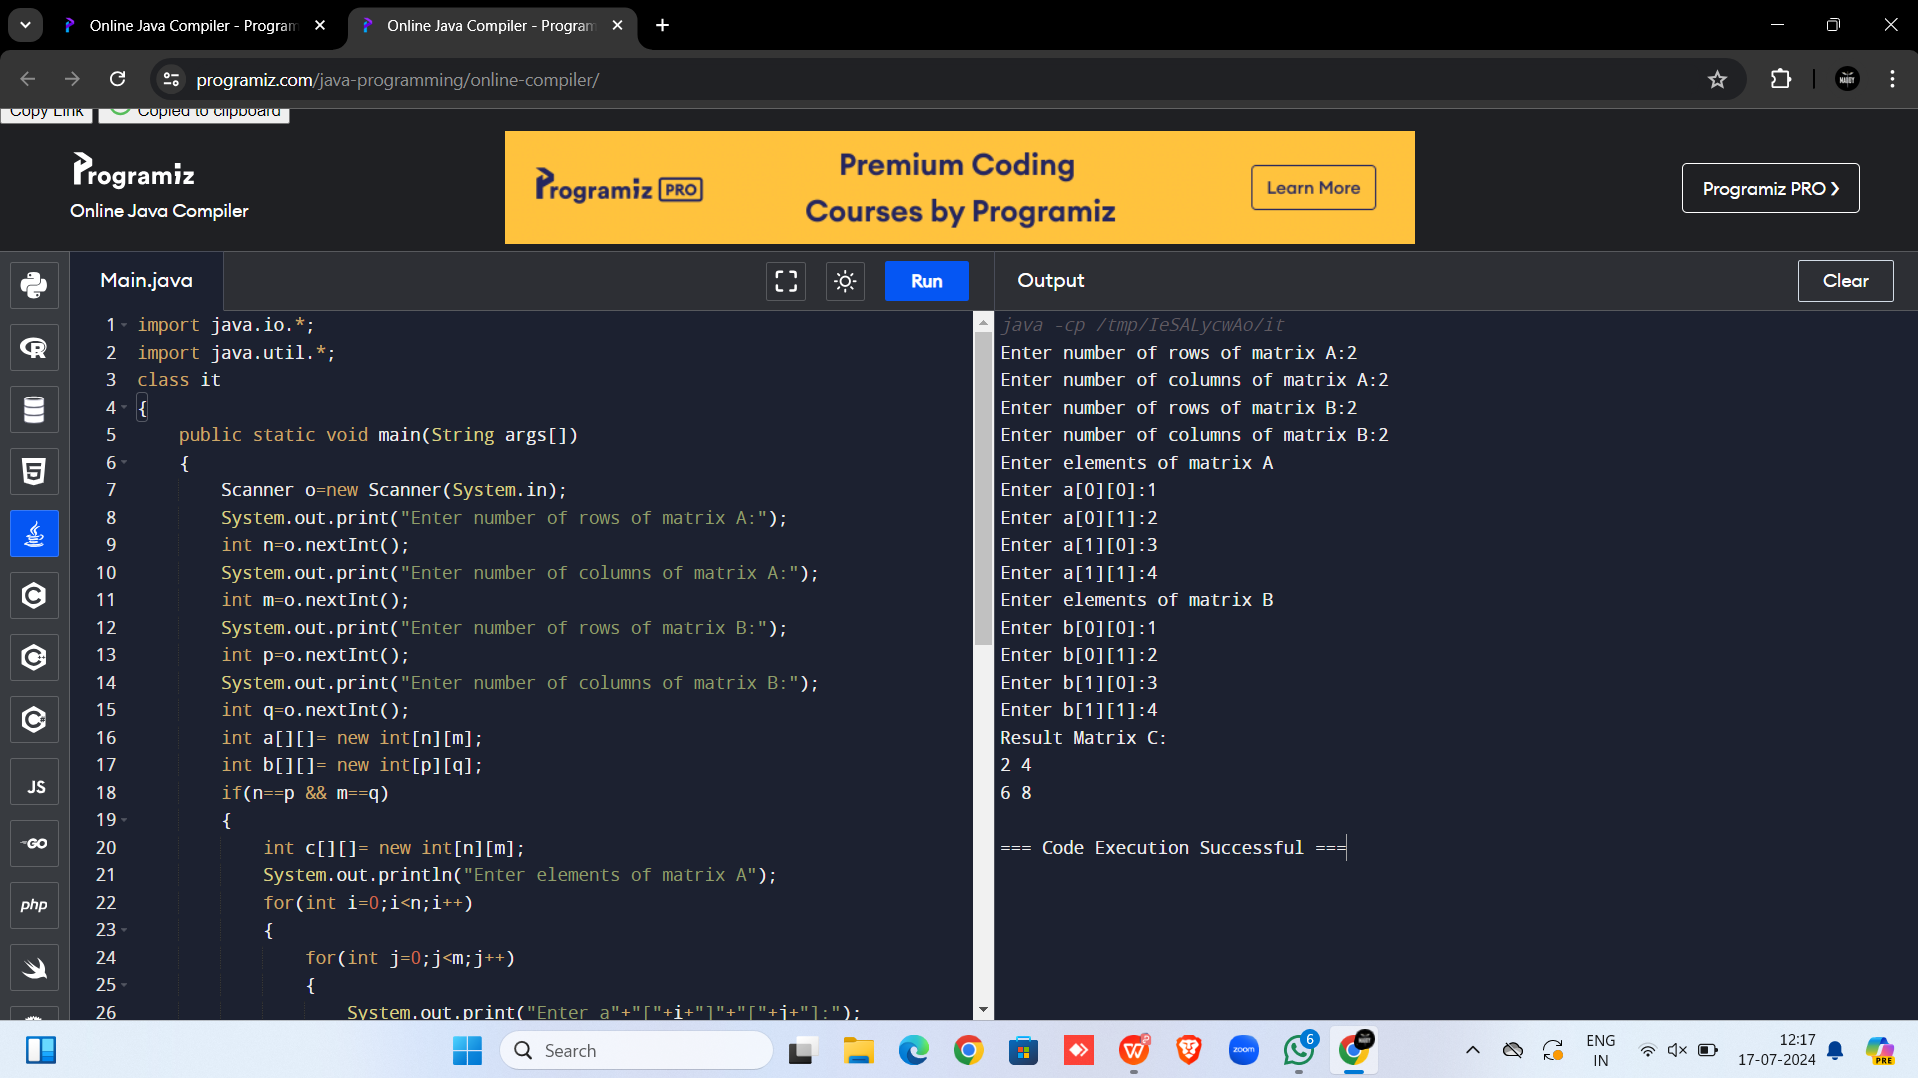 Online Java Compiler - Program
Online Java Compiler - Program
programiz.com/java-programming/online-compiler/
Copy Link
Copied to clipboard
Programiz
Online Java Compiler
Programiz PRO
Premium Coding
Courses by Programiz
Learn More
Programiz PRO
Main.java
Run
Output
Clear
1 import java.io.*;
2 import java.util.*;
3 class it
4 {
5 public static void main(String args[])
6 {
7 Scanner o=new Scanner(System.in);
8 System.out.print("Enter number of rows of matrix A:");
9 int n=o.nextInt();
10 System.out.print("Enter number of columns of matrix A:");
11 int m=o.nextInt();
12 System.out.print("Enter number of rows of matrix B:");
13 int p=o.nextInt();
14 System.out.print("Enter number of columns of matrix B:");
15 int q=o.nextInt();
16 int a[][]= new int[n][m];
17 int b[][]= new int[p][q];
18 if(n==p && m==q)
19 {
20 int c[][]= new int[n][m];
21 System.out.println("Enter elements of matrix A");
22 for(int i=0;i<n;i++)
23 {
24 for(int j=0;j<m;j++)
25 {
26 System.out.print("Enter a"+"["+i+"]"+"["+j+"]:");
java -cp /tmp/IeSALycwAo/it
Enter number of rows of matrix A:2
Enter number of columns of matrix A:2
Enter number of rows of matrix B:2
Enter number of columns of matrix B:2
Enter elements of matrix A
Enter a[0][0]:1
Enter a[0][1]:2
Enter a[1][0]:3
Enter a[1][1]:4
Enter elements of matrix B
Enter b[0][0]:1
Enter b[0][1]:2
Enter b[1][0]:3
Enter b[1][1]:4
Result Matrix C:
2 4
6 8
=== Code Execution Successful ===
JS
GO
php
Search
zoom
6
ENG
IN
12:17
17-07-2024
PRE